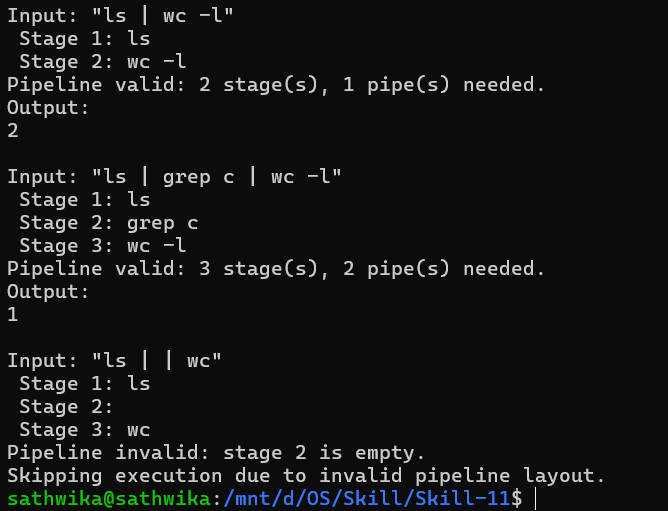 Input: "ls | wc -l"
 Stage 1: ls
 Stage 2: wc -l
Pipeline valid: 2 stage(s), 1 pipe(s) needed.
Output:
2

Input: "ls | grep c | wc -l"
 Stage 1: ls
 Stage 2: grep c
 Stage 3: wc -l
Pipeline valid: 3 stage(s), 2 pipe(s) needed.
Output:
1

Input: "ls | | wc"
 Stage 1: ls
 Stage 2:
 Stage 3: wc
Pipeline invalid: stage 2 is empty.
Skipping execution due to invalid pipeline layout.
sathwika@sathwika:/mnt/d/OS/Skill/Skill-11$